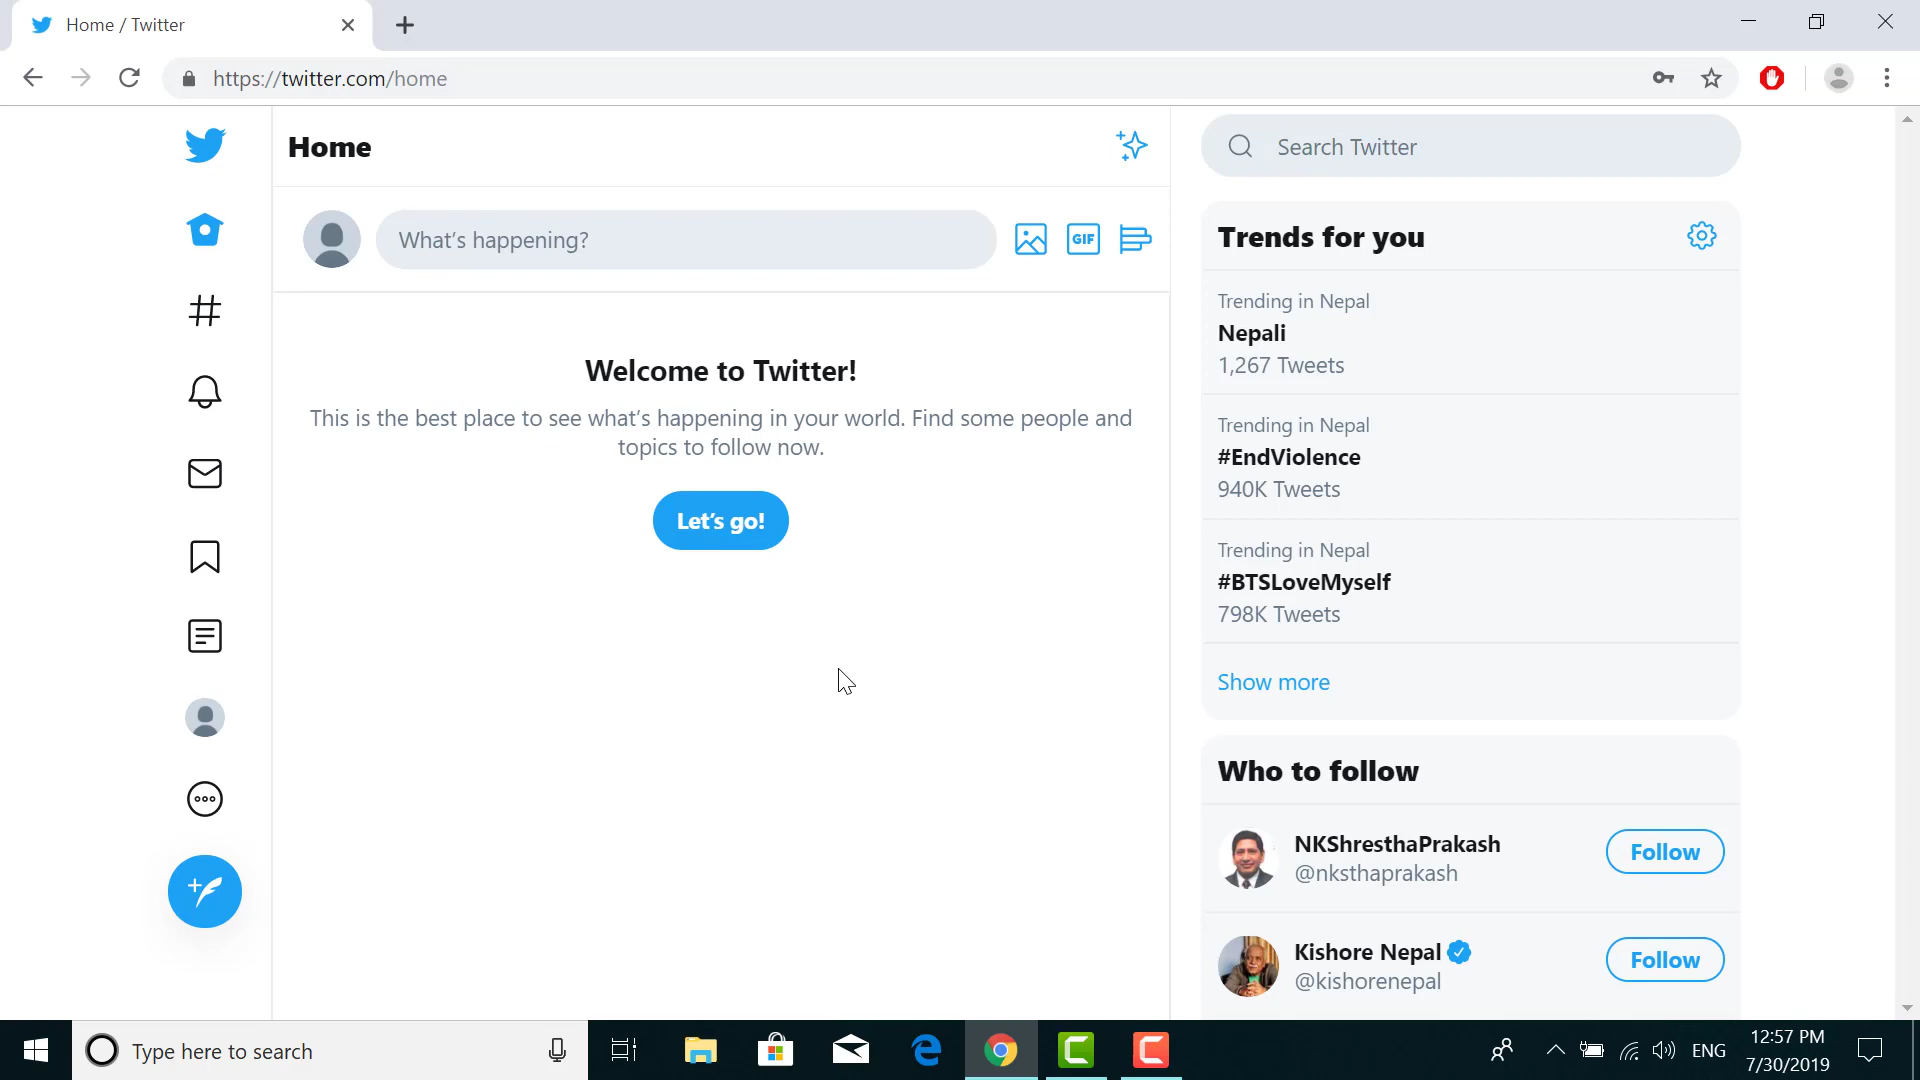 Home / Twitter
https://twitter.com/home
Home
What's happening?
GIF
Welcome to Twitter!
This is the best place to see what's happening in your world. Find some people and
topics to follow now.
Let's go!
Search Twitter
Trends for you
Trending in Nepal
Nepali
1,267 Tweets
Trending in Nepal
#EndViolence
940K Tweets
Trending in Nepal
#BTSLoveMyself
798K Tweets
Show more
Who to follow
NKShresthaPrakash
@nksthaprakash
Follow
Kishore Nepal
@kishorenepal
Follow
Type here to search
ENG
12:57 PM
7/30/2019